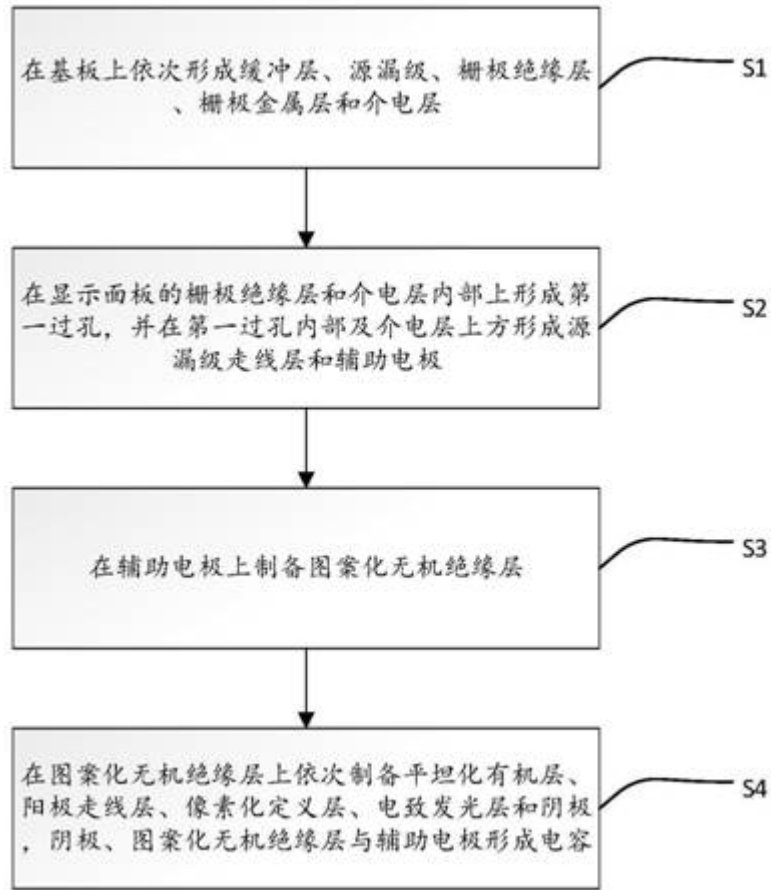 在基板上依次形成缓冲层、源漏级、栅极绝缘层
、栅极金属层和介电层
S1
在显示面板的栅极绝缘层和介电层内部上形成第
一过孔，并在第一过孔内部及介电层上方形成源
漏级走线层和辅助电极
S2
在辅助电极上制备图案化无机绝缘层
S3
在图案化无机绝缘层上依次制备平坦化有机层、
阳极走线层、像素化定义层、电致发光层和阴极
，阴极、图案化无机绝缘层与辅助电极形成电容
S4